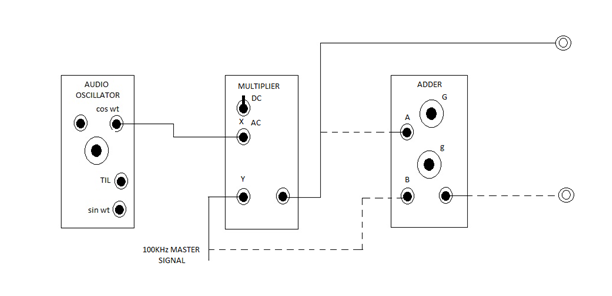 AUDIO
OSCILLATOR
cos wt
TIL
sin wt
MULTIPLIER
DC
X AC
Y
100KHz MASTER
SIGNAL
ADDER
G
A
g
B